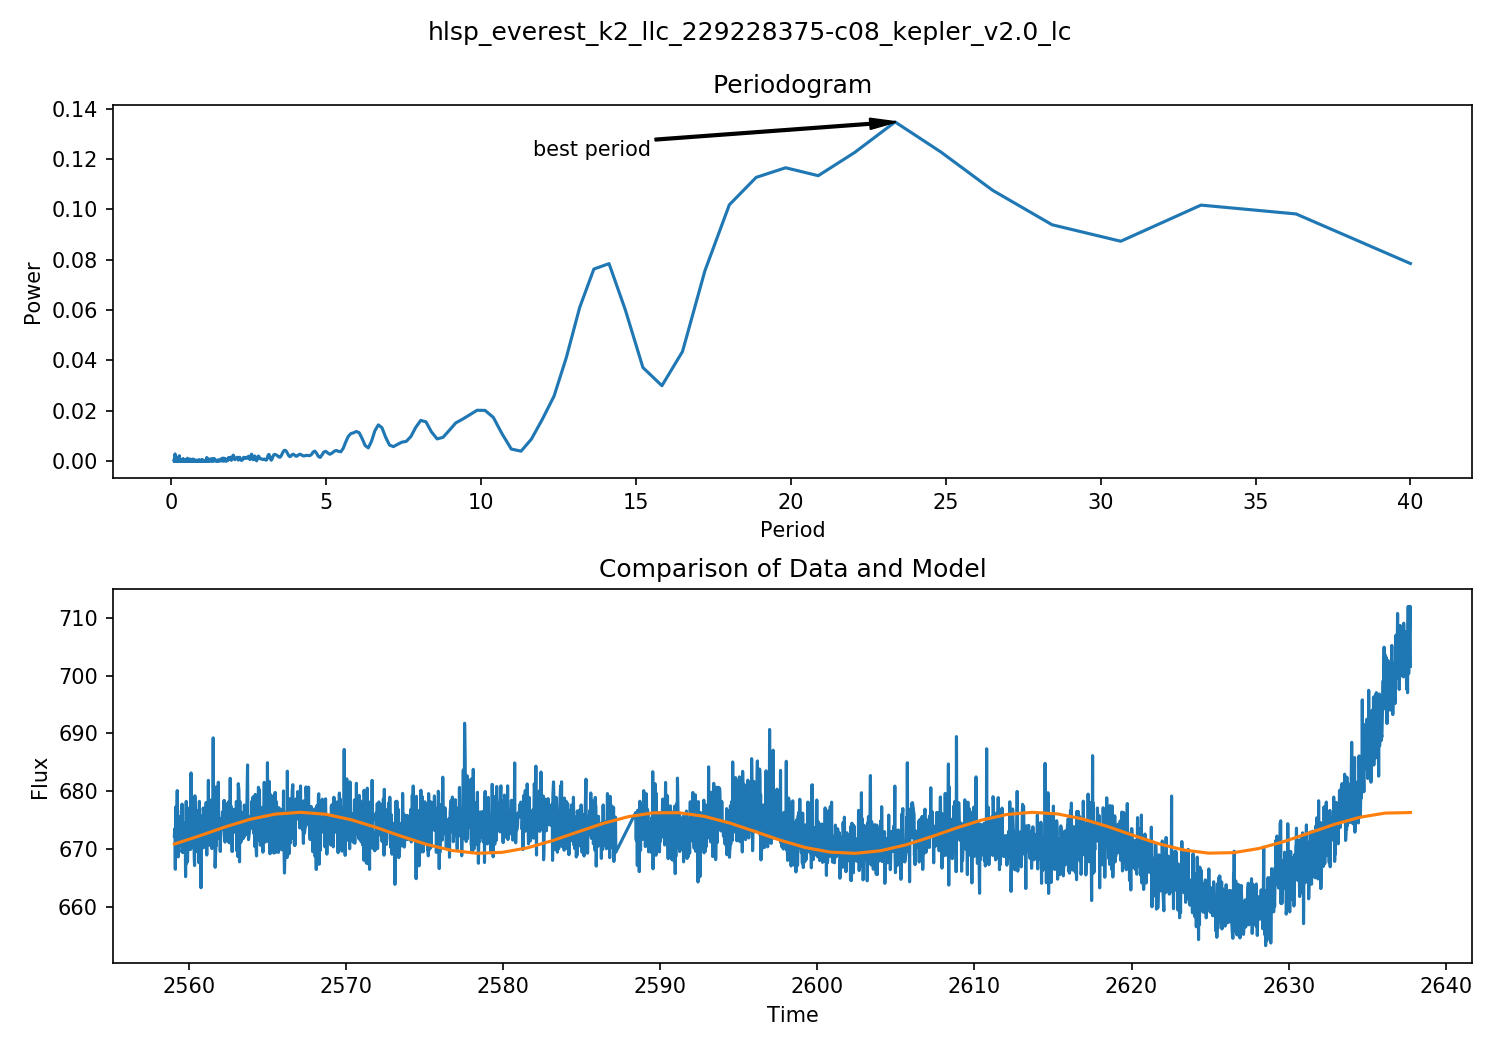 hlsp_everest_k2_llc_229228375-c08_kepler_v2.0_lc
Periodogram
0.14
0.12
0.10
0.08
0.06
0.04
0.02
0.00
Power
best period
0 5 10 15 20 25 30 35 40
Period
Comparison of Data and Model
710
700
690
680
670
660
Flux
2560 2570 2580 2590 2600 2610 2620 2630 2640
Time